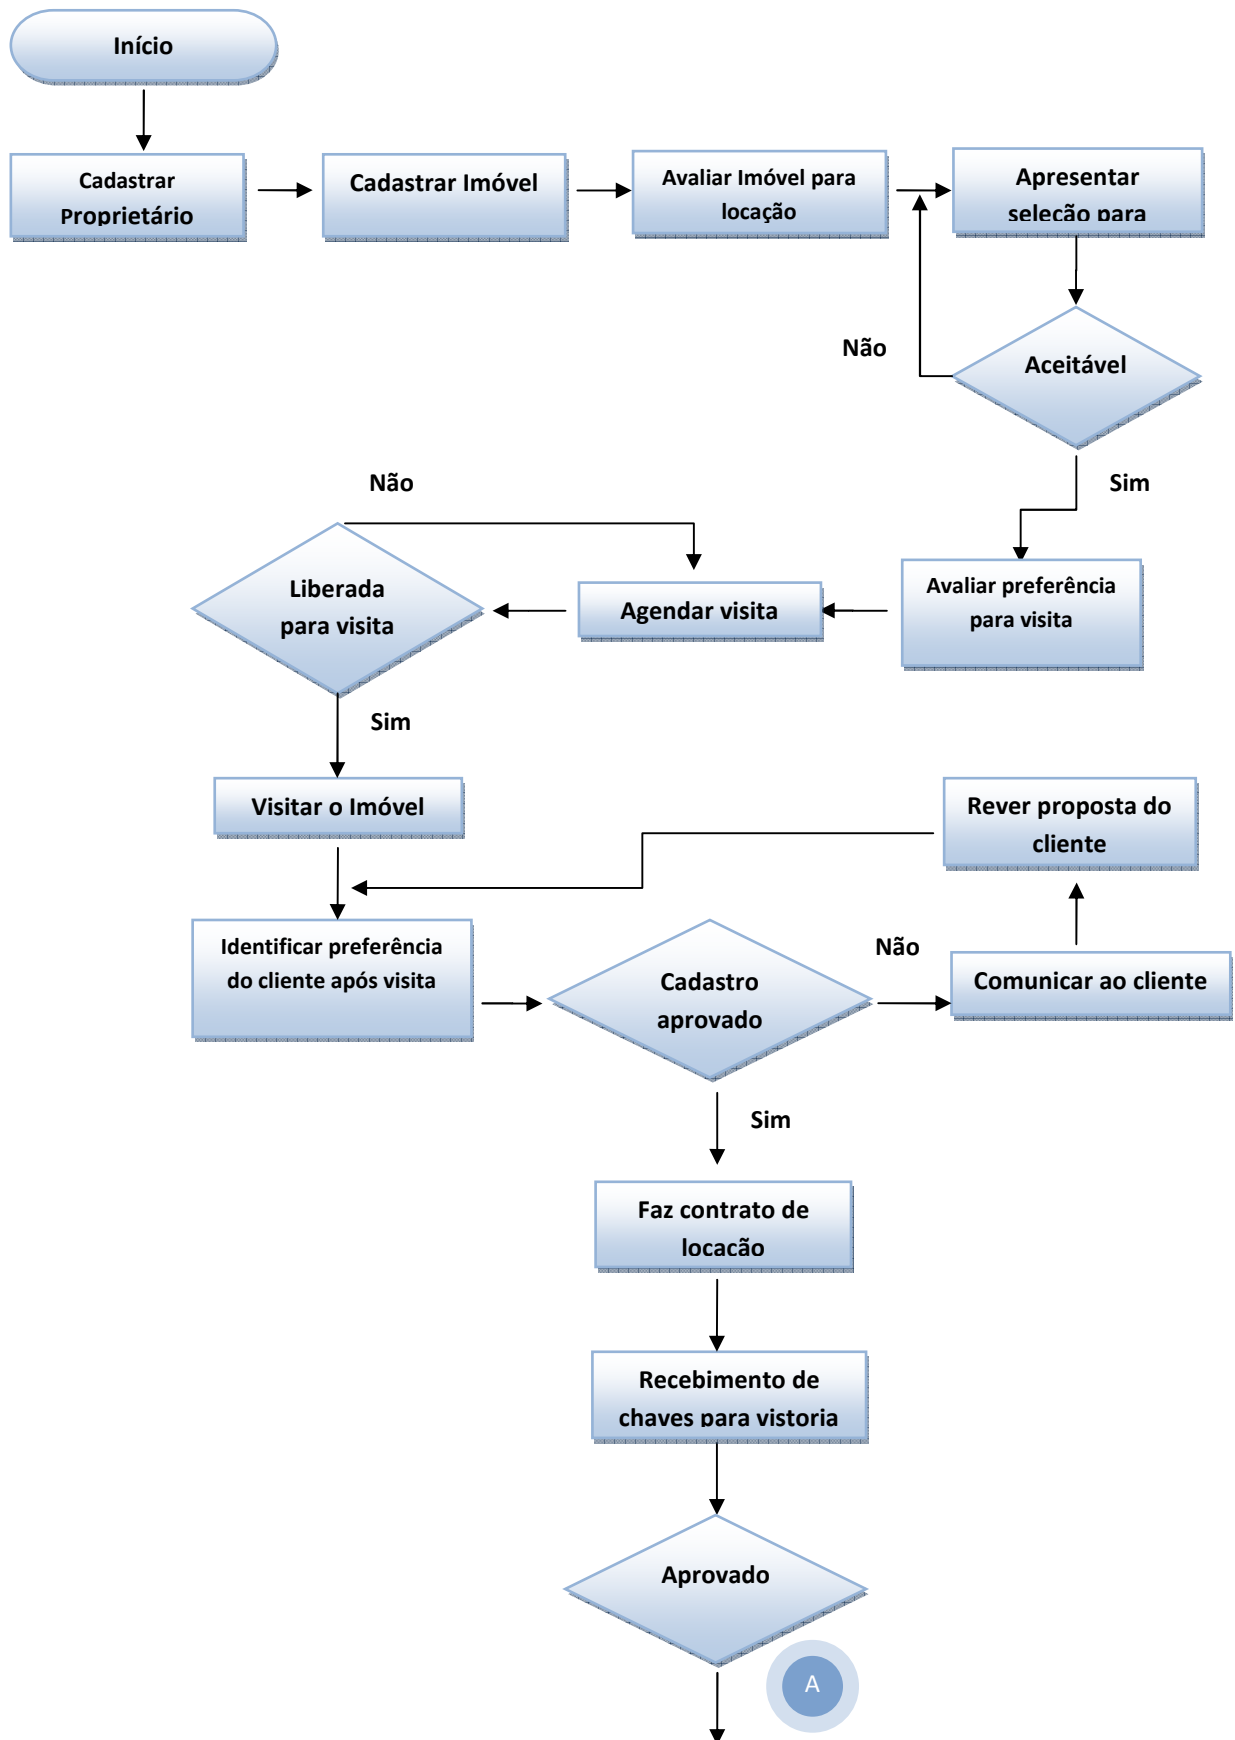 Início
Cadastrar
Proprietário
Cadastrar Imóvel
Avaliar Imóvel para
locação
Apresentar
seleção para
Não
Aceitável
Sim
Não
Liberada
para visita
Agendar visita
Avaliar preferência
para visita
Sim
Visitar o Imóvel
Rever proposta do
cliente
Identificar preferência
do cliente após visita
Cadastro
aprovado
Não
Comunicar ao cliente
Sim
Faz contrato de
locação
Recebimento de
chaves para vistoria
Aprovado
A